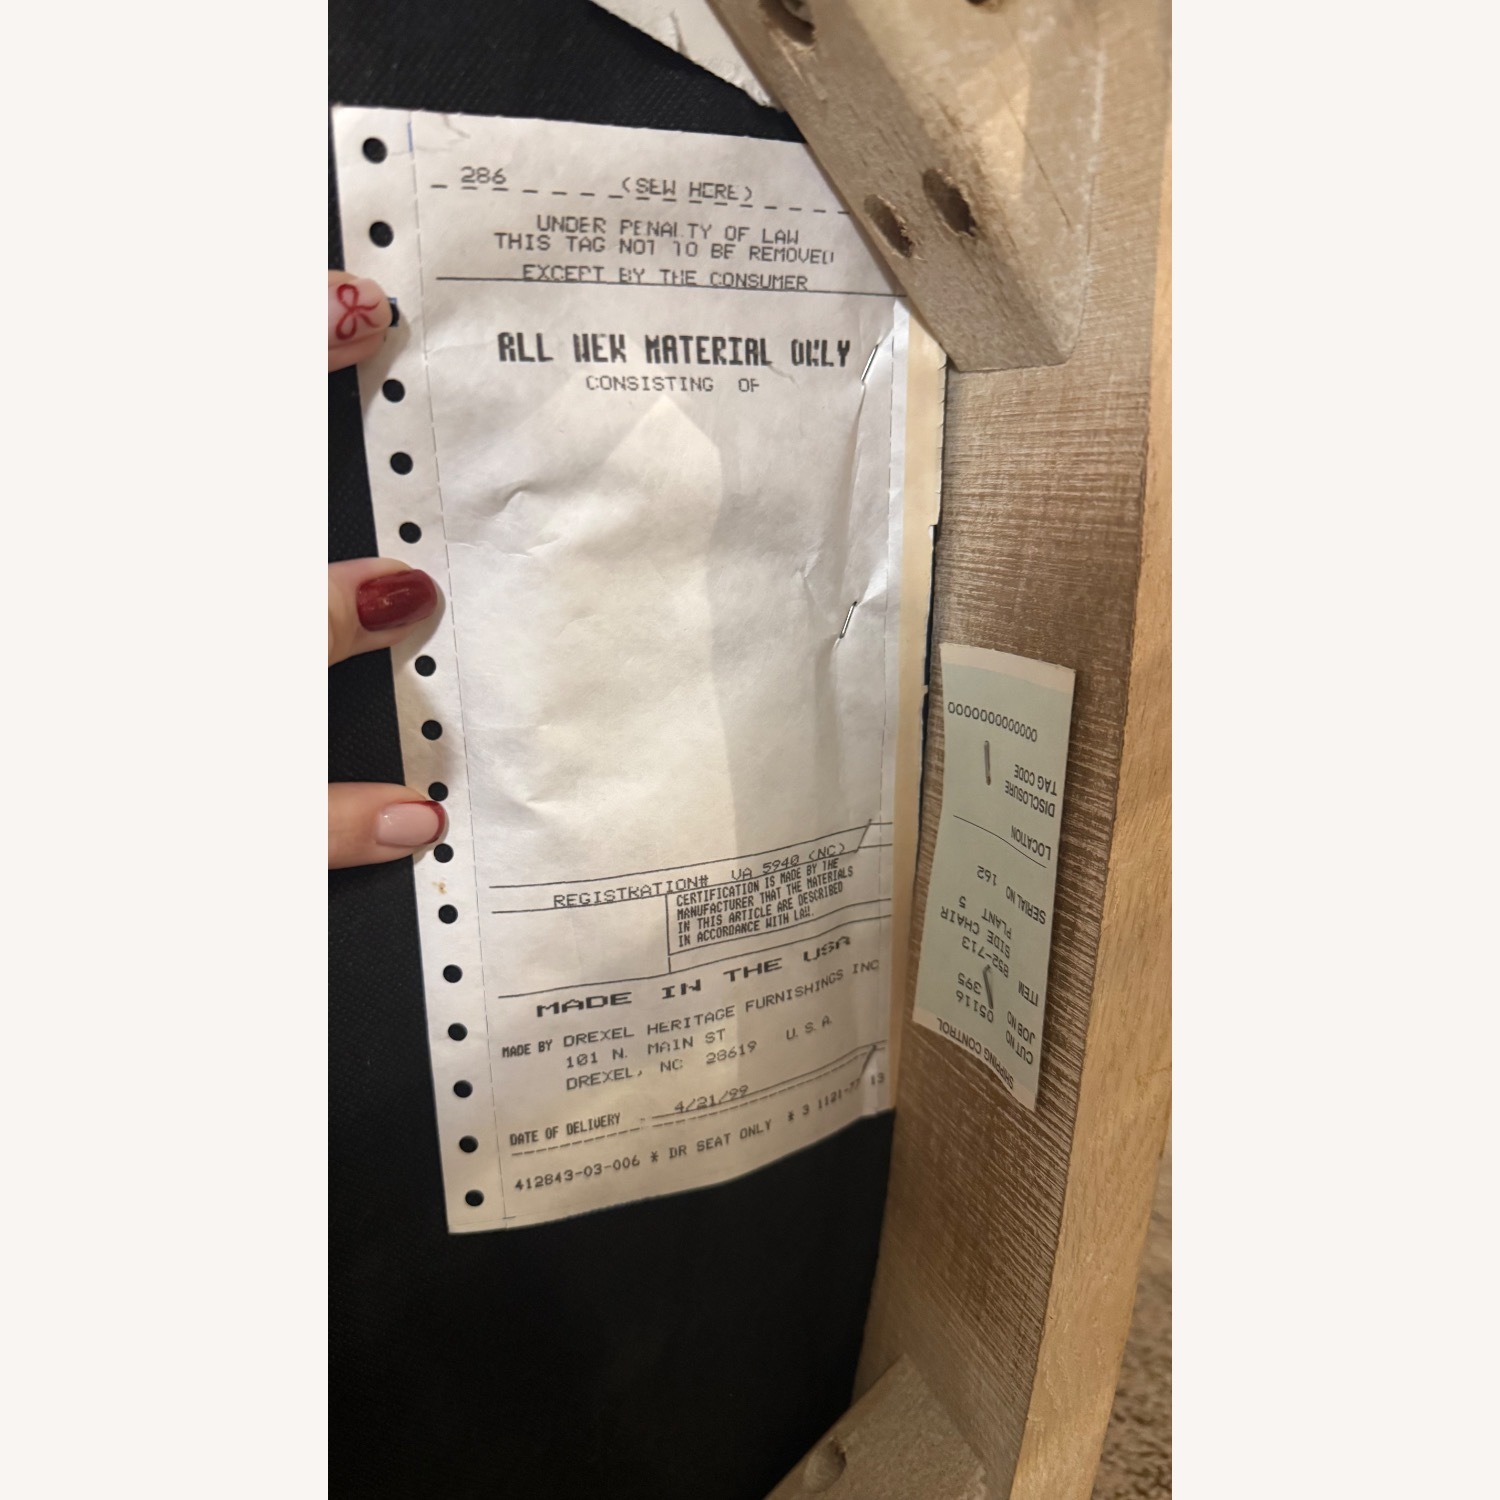 286 (SEW HERE)
UNDER PENALTY OF LAW
THIS TAG NOT TO BE REMOVED
EXCEPT BY THE CONSUMER
ALL NEW MATERIAL ONLY
CONSISTING OF
REGISTRATION# VA 5940 (NC)
CERTIFICATION IS MADE BY THE
MANUFACTURER THAT THE MATERIALS
IN THIS ARTICLE ARE DESCRIBED
IN ACCORDANCE WITH LAW.
MADE IN THE USA
MADE BY DREXEL HERITAGE FURNISHINGS INC
101 N. MAIN ST
DREXEL, NC 28619 U.S.A
DATE OF DELIVERY 4/21/99
412843-03-006 * DR SEAT ONLY * 3 1121-77 13
SHIPPING CONTROL
CUT NO 05116
JOB NO 395
ITEM 852-713
SIDE CHAIR
PLANT 5
SERIAL NO 162
LOCATION
DISCLOSURE
TAG CODE
000000000000